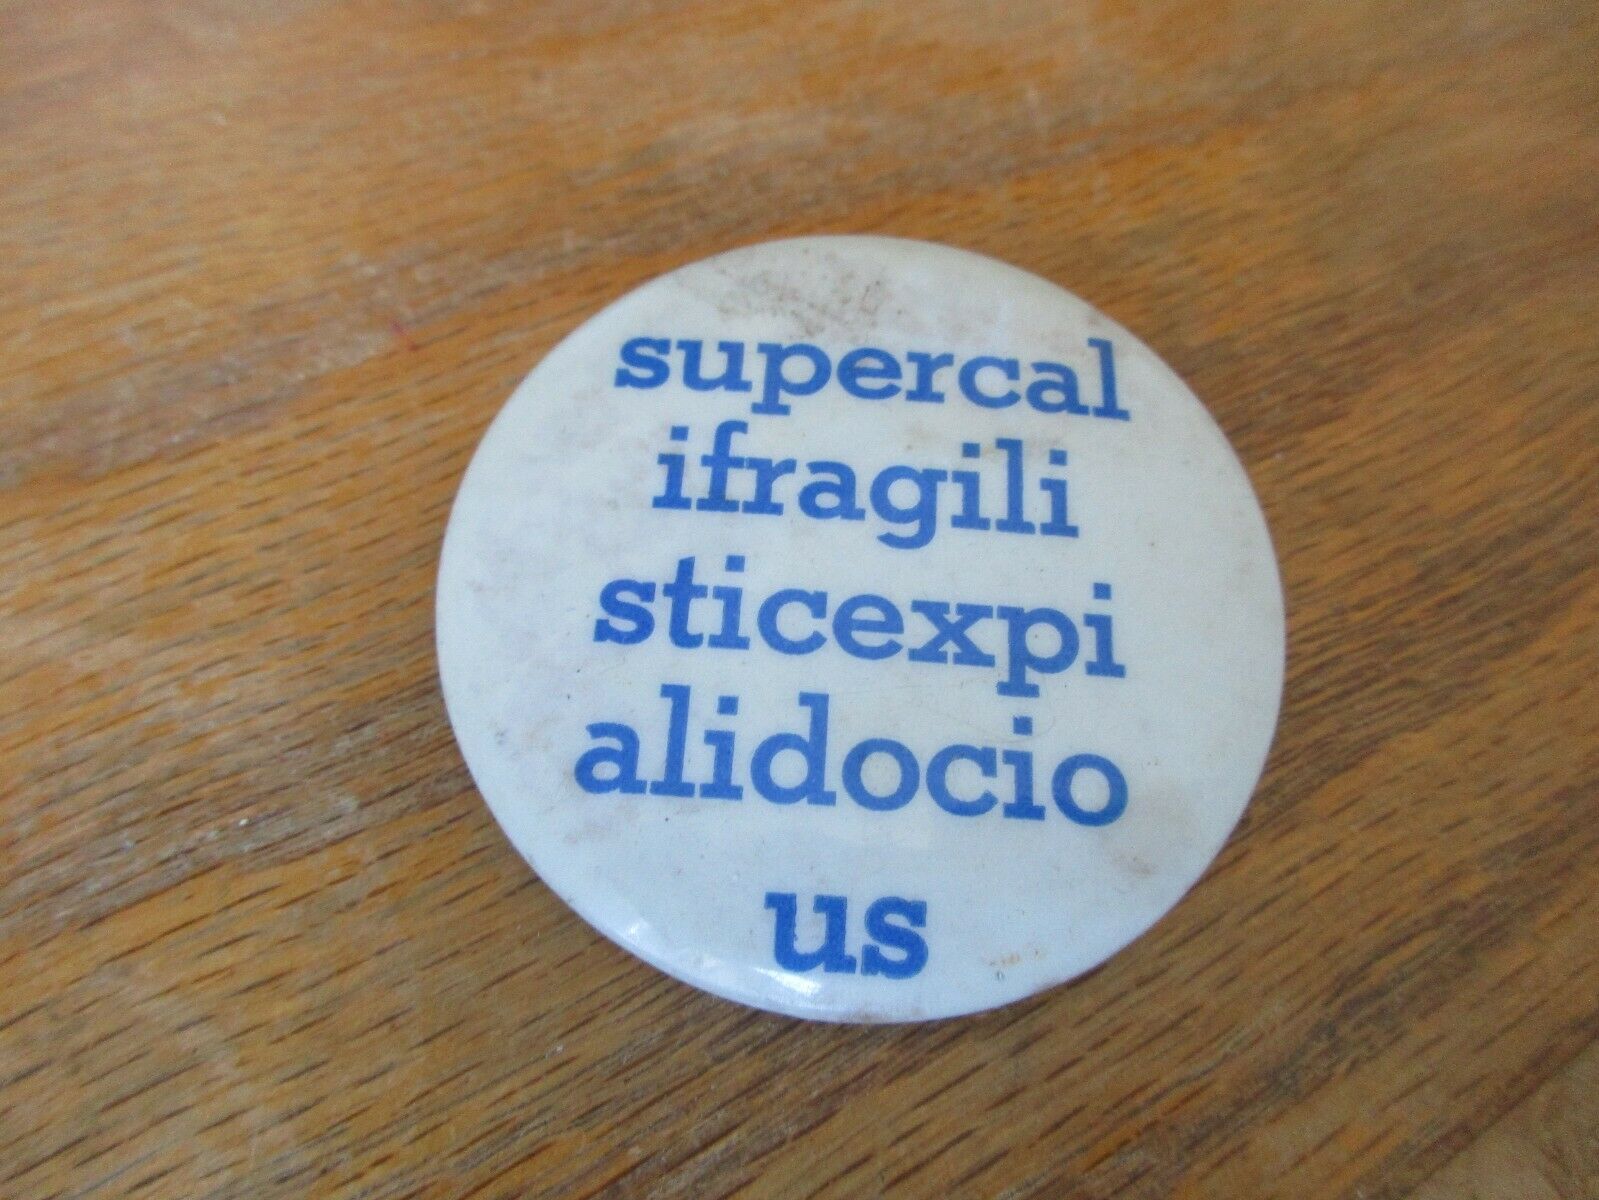 supercal
ifragili
sticexpi
alidocio
us